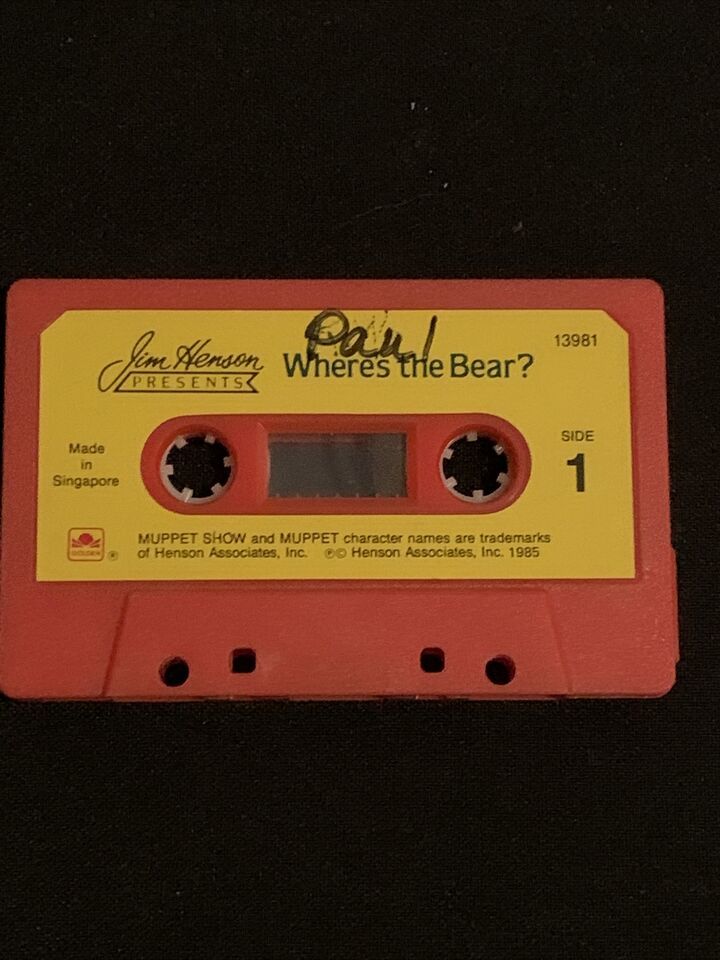 Paul
13981
Jim Henson
PRESENTS
Where's the Bear?
Made
in
Singapore
SIDE
1
GOLDEN ®
MUPPET SHOW and MUPPET character names are trademarks
of Henson Associates, Inc. ℗© Henson Associates, Inc. 1985